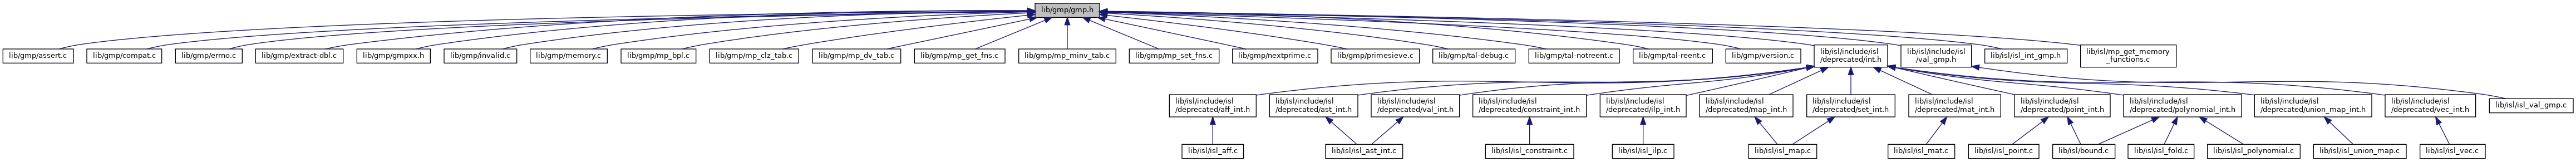 lib/gmp/gmp.h
lib/gmp/assert.c
lib/gmp/compat.c
lib/gmp/errno.c
lib/gmp/extract-dbl.c
lib/gmp/gmpxx.h
lib/gmp/invalid.c
lib/gmp/memory.c
lib/gmp/mp_bpl.c
lib/gmp/mp_clz_tab.c
lib/gmp/mp_dv_tab.c
lib/gmp/mp_get_fns.c
lib/gmp/mp_minv_tab.c
lib/gmp/mp_set_fns.c
lib/gmp/nextprime.c
lib/gmp/primesieve.c
lib/gmp/tal-debug.c
lib/gmp/tal-notreent.c
lib/gmp/tal-reent.c
lib/gmp/version.c
lib/isl/include/isl
/deprecated/int.h
lib/isl/include/isl
/val_gmp.h
lib/isl/isl_int_gmp.h
lib/isl/mp_get_memory
_functions.c
lib/isl/include/isl
/deprecated/aff_int.h
lib/isl/include/isl
/deprecated/ast_int.h
lib/isl/include/isl
/deprecated/val_int.h
lib/isl/include/isl
/deprecated/constraint_int.h
lib/isl/include/isl
/deprecated/ilp_int.h
lib/isl/include/isl
/deprecated/map_int.h
lib/isl/include/isl
/deprecated/set_int.h
lib/isl/include/isl
/deprecated/mat_int.h
lib/isl/include/isl
/deprecated/point_int.h
lib/isl/include/isl
/deprecated/polynomial_int.h
lib/isl/include/isl
/deprecated/union_map_int.h
lib/isl/include/isl
/deprecated/vec_int.h
lib/isl/isl_val_gmp.c
lib/isl/isl_aff.c
lib/isl/isl_ast_int.c
lib/isl/isl_constraint.c
lib/isl/isl_ilp.c
lib/isl/isl_map.c
lib/isl/isl_mat.c
lib/isl/isl_point.c
lib/isl/bound.c
lib/isl/isl_fold.c
lib/isl/isl_polynomial.c
lib/isl/isl_union_map.c
lib/isl/isl_vec.c